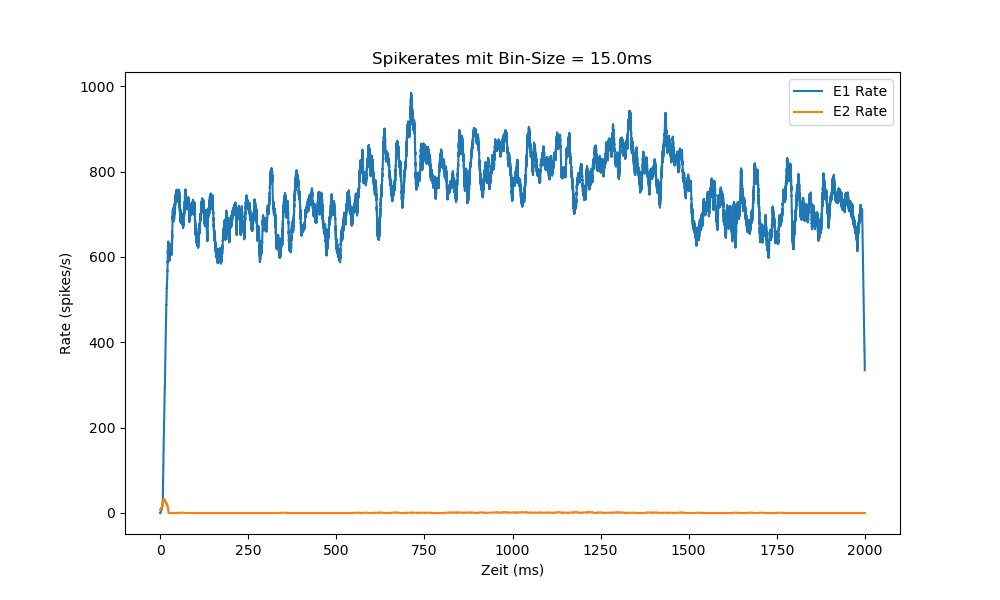 Spikerates mit Bin-Size = 15.0ms
E1 Rate
E2 Rate
1000
800
600
400
200
0
Rate (spikes/s)
0 250 500 750 1000 1250 1500 1750 2000
Zeit (ms)